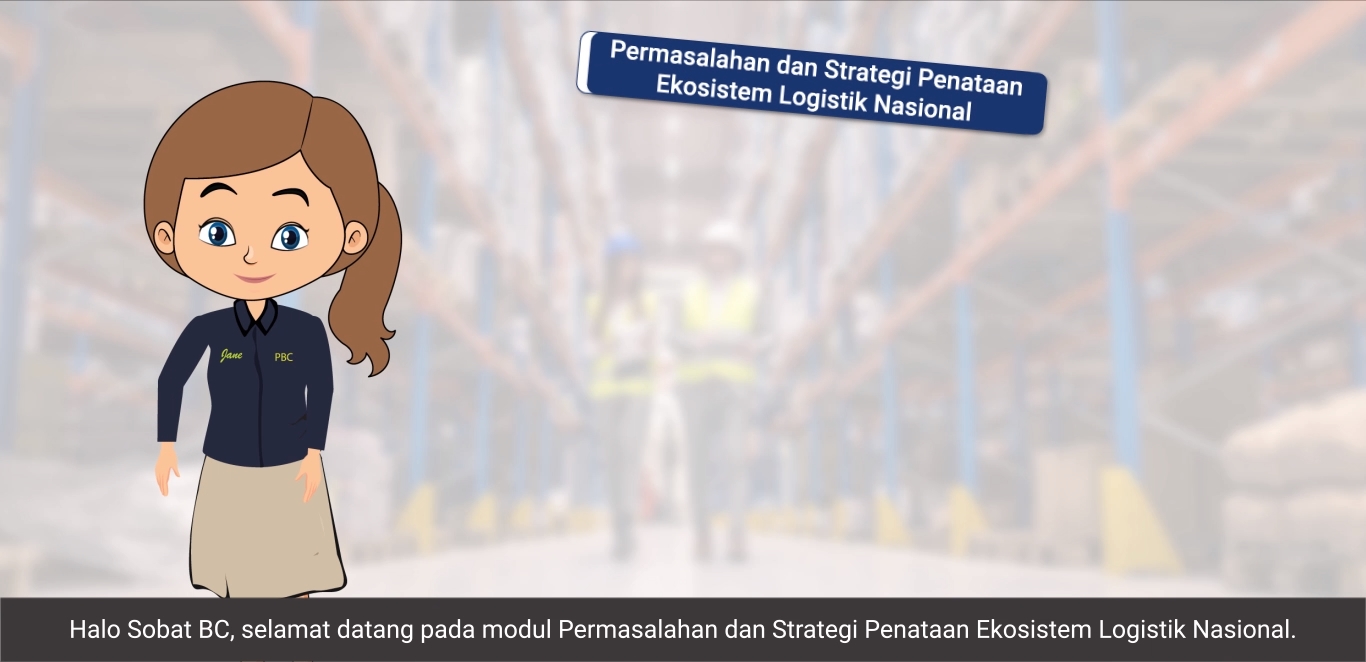 Permasalahan dan Strategi Penataan
Ekosistem Logistik Nasional
Jane PBC
Halo Sobat BC, selamat datang pada modul Permasalahan dan Strategi Penataan Ekosistem Logistik Nasional.